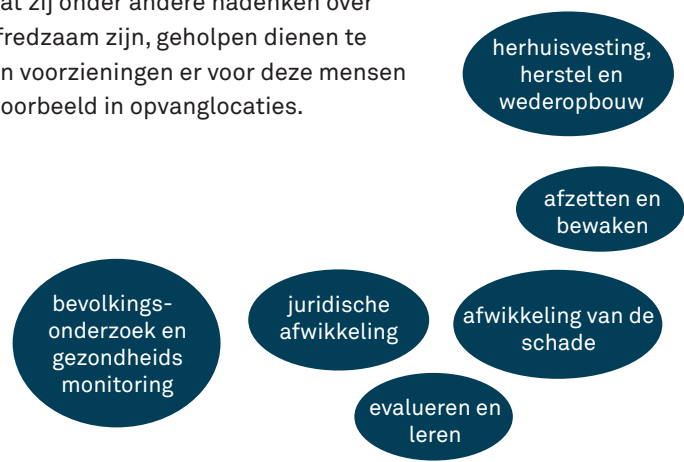 at zij onder andere nadenken over
fredzaam zijn, geholpen dienen te
n voorzieningen er voor deze mensen
oorbeeld in opvanglocaties.
herhuisvesting,
herstel en
wederopbouw
afzetten en
bewaken
bevolkings-
onderzoek en
gezondheids
monitoring
juridische
afwikkeling
afwikkeling van de
schade
evalueren en
leren